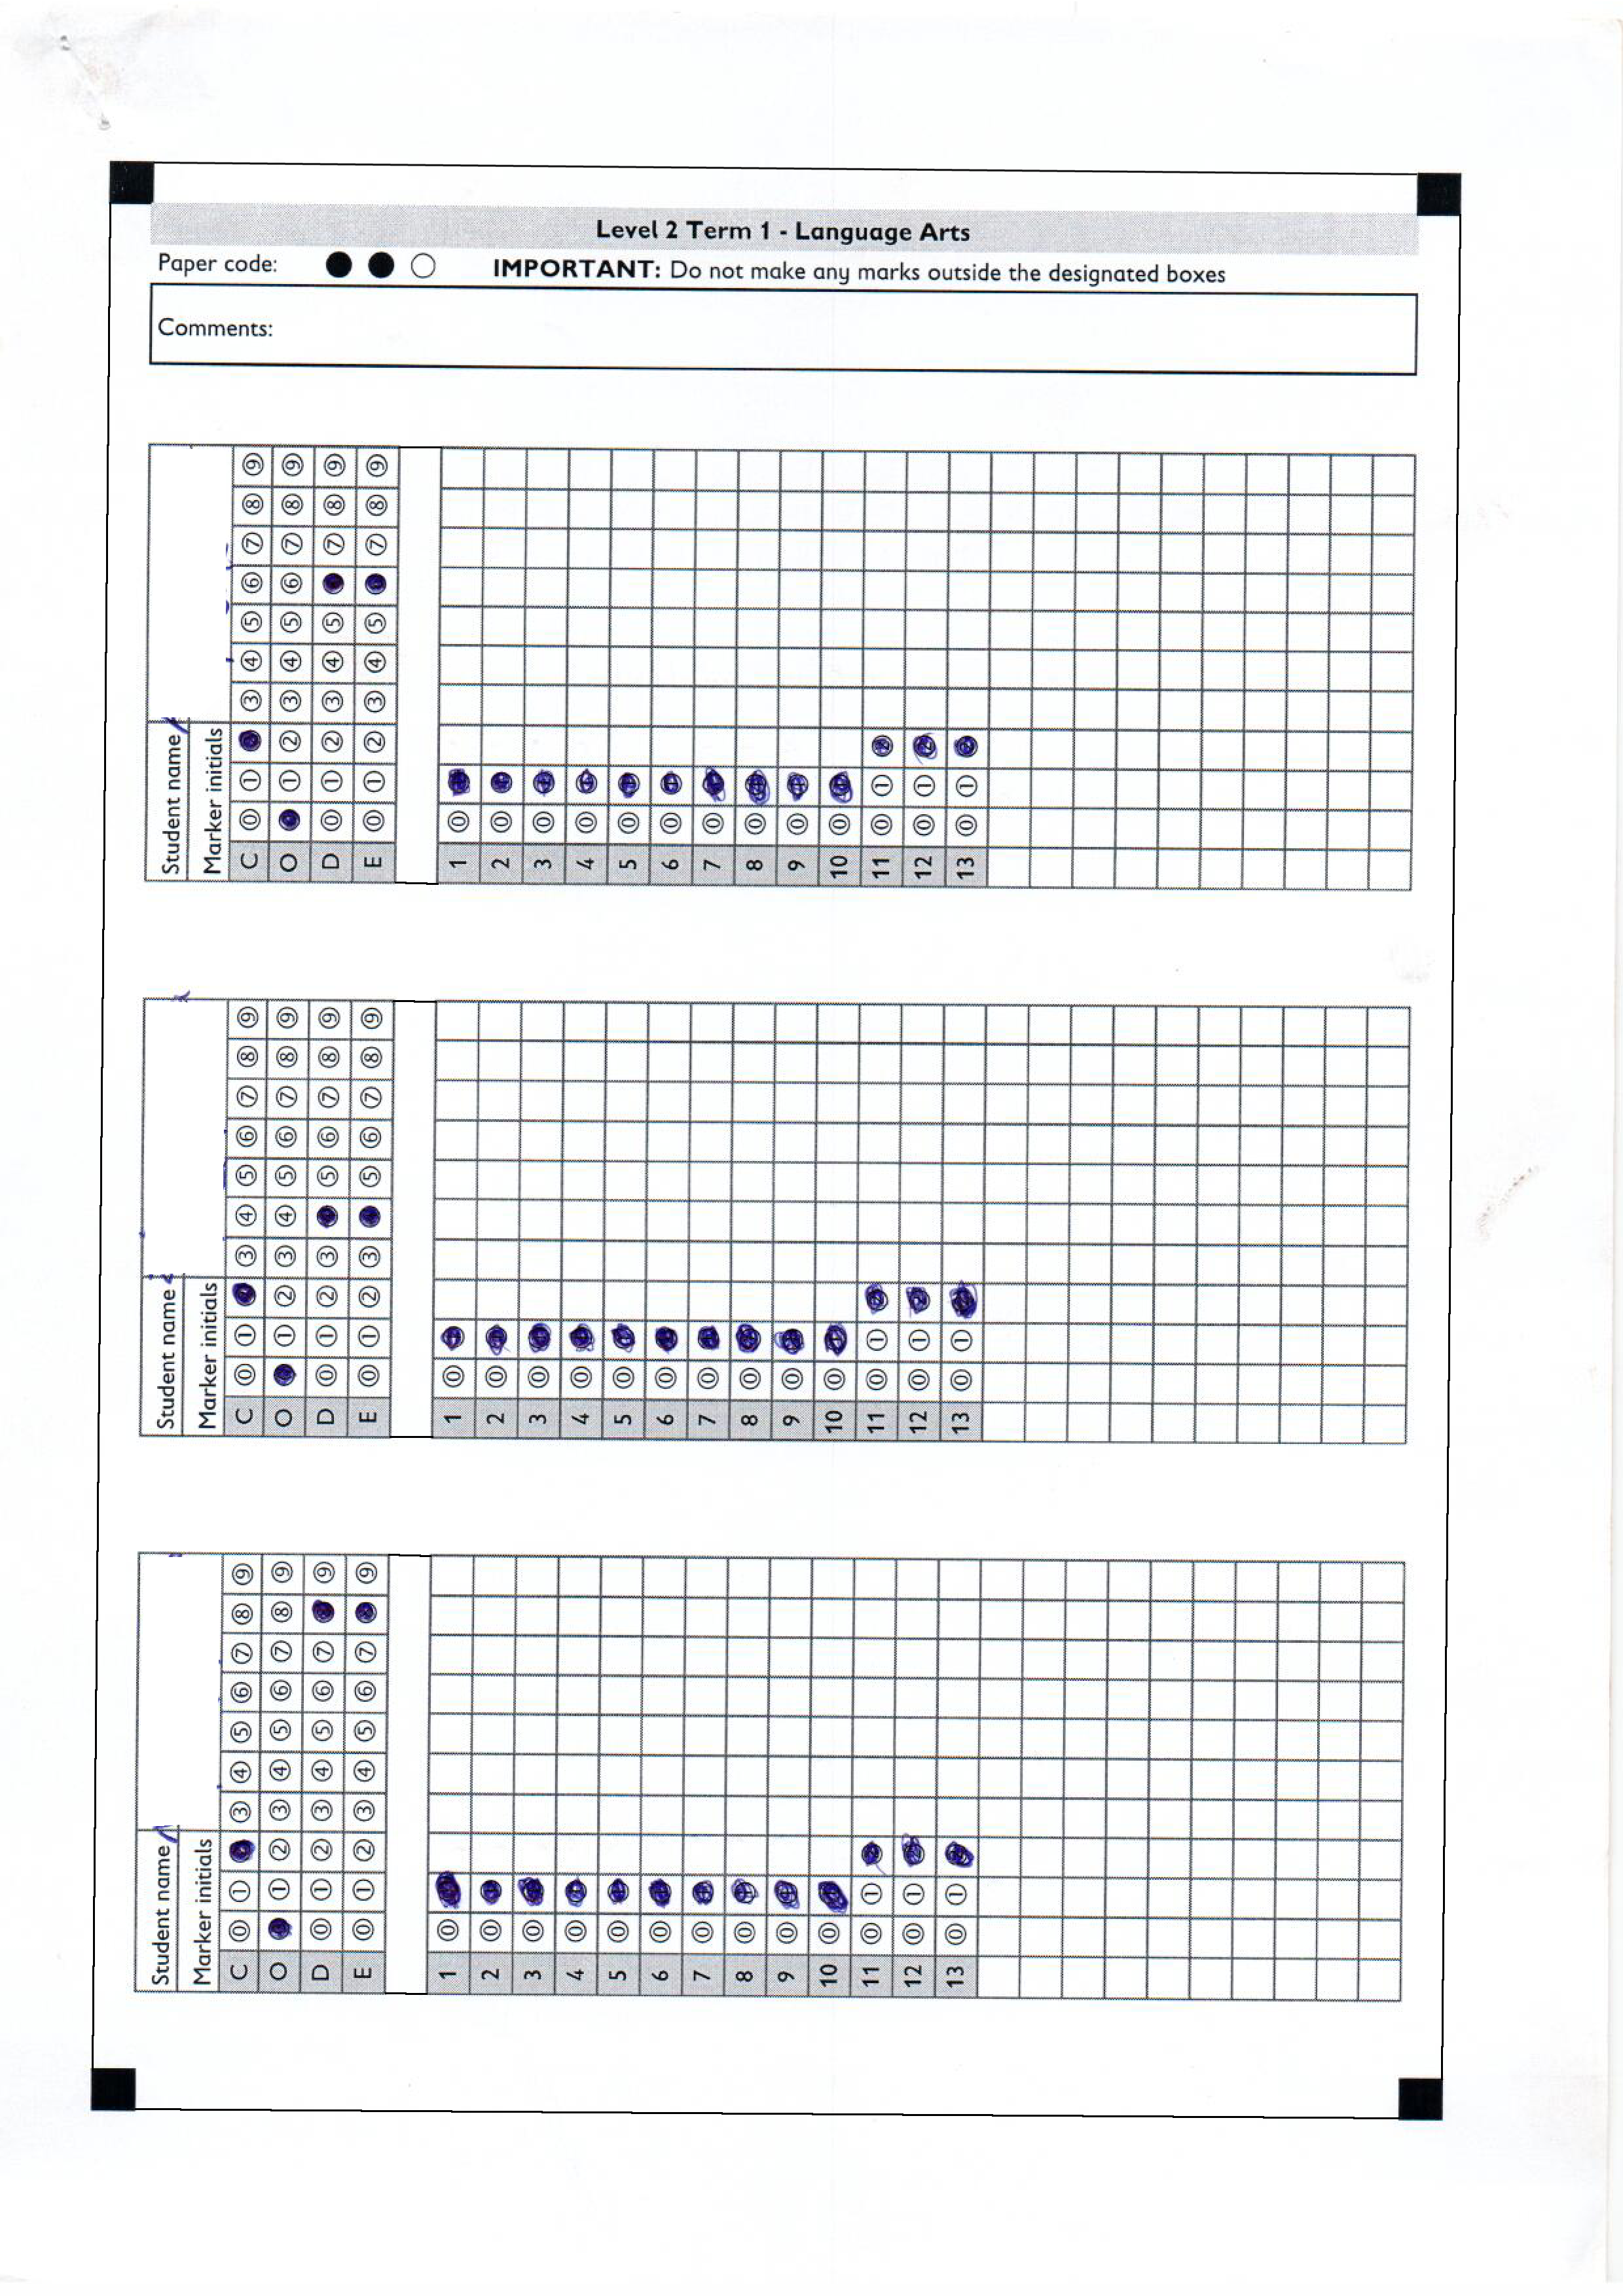 Level 2 Term 1 - Language Arts
Paper code:
IMPORTANT: Do not make any marks outside the designated boxes
Comments:
Student name
Marker initials
C ⓪ ① ③ ④ ⑤ ⑥ ⑦ ⑧ ⑨
O ① ② ③ ④ ⑤ ⑥ ⑦ ⑧ ⑨
D ⓪ ① ② ③ ④ ⑤ ⑦ ⑧ ⑨
E ⓪ ① ② ③ ④ ⑤ ⑦ ⑧ ⑨
1 ⓪
2 ⓪
3 ⓪
4 ⓪
5 ⓪
6 ⓪
7 ⓪
8 ⓪
9 ⓪
10 ⓪
11 ⓪ ① ②
12 ⓪ ① ②
13 ⓪ ①
Student name
Marker initials
C ⓪ ① ③ ④ ⑤ ⑥ ⑦ ⑧ ⑨
O ① ② ③ ④ ⑤ ⑥ ⑦ ⑧ ⑨
D ⓪ ① ② ③ ⑤ ⑥ ⑦ ⑧ ⑨
E ⓪ ① ② ③ ⑤ ⑥ ⑦ ⑧ ⑨
1 ⓪
2 ⓪
3 ⓪
4 ⓪
5 ⓪
6 ⓪
7 ⓪
8 ⓪
9 ⓪
10 ⓪
11 ⓪ ①
12 ⓪ ①
13 ⓪ ①
Student name
Marker initials
C ⓪ ① ③ ④ ⑤ ⑥ ⑦ ⑧ ⑨
O ① ② ③ ④ ⑤ ⑥ ⑦ ⑧ ⑨
D ⓪ ① ② ③ ④ ⑤ ⑥ ⑦ ⑨
E ⓪ ① ② ③ ④ ⑤ ⑥ ⑦ ⑨
1 ⓪
2 ⓪
3 ⓪
4 ⓪
5 ⓪
6 ⓪
7 ⓪
8 ⓪
9 ⓪
10 ⓪
11 ⓪ ①
12 ⓪ ①
13 ⓪ ①